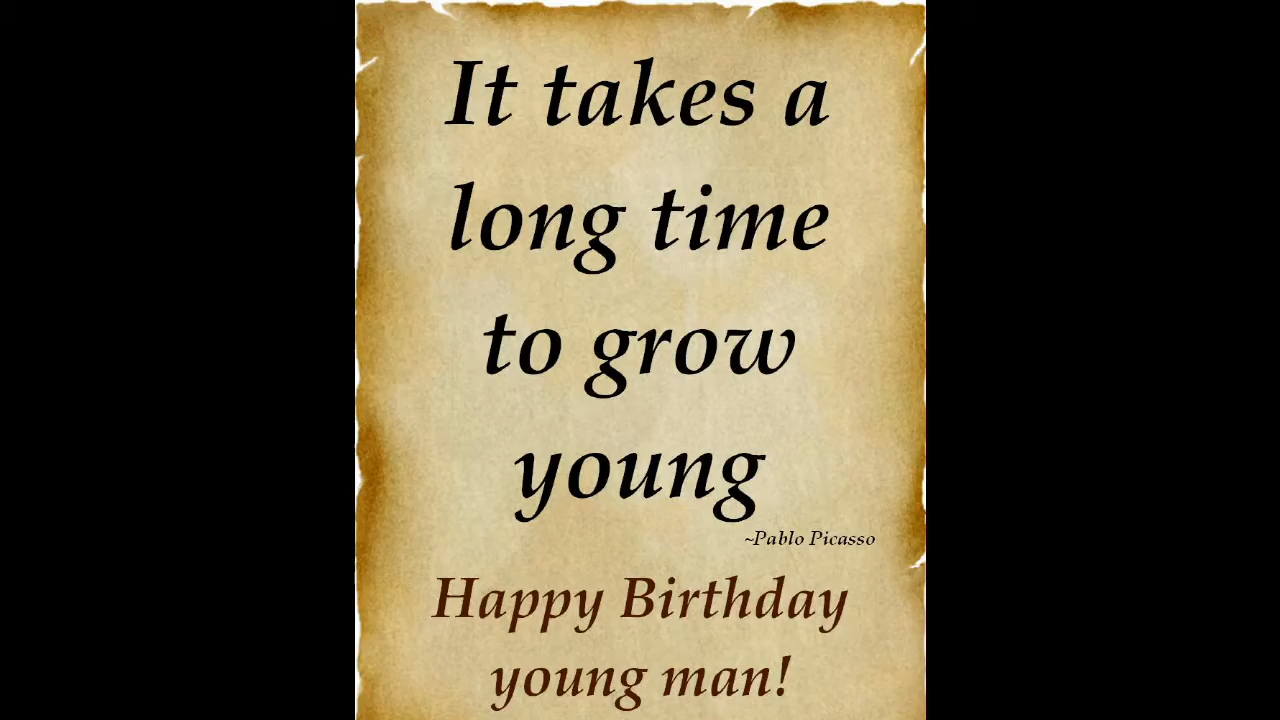 It takes a
long time
to grow
young
~Pablo Picasso
Happy Birthday
young man!